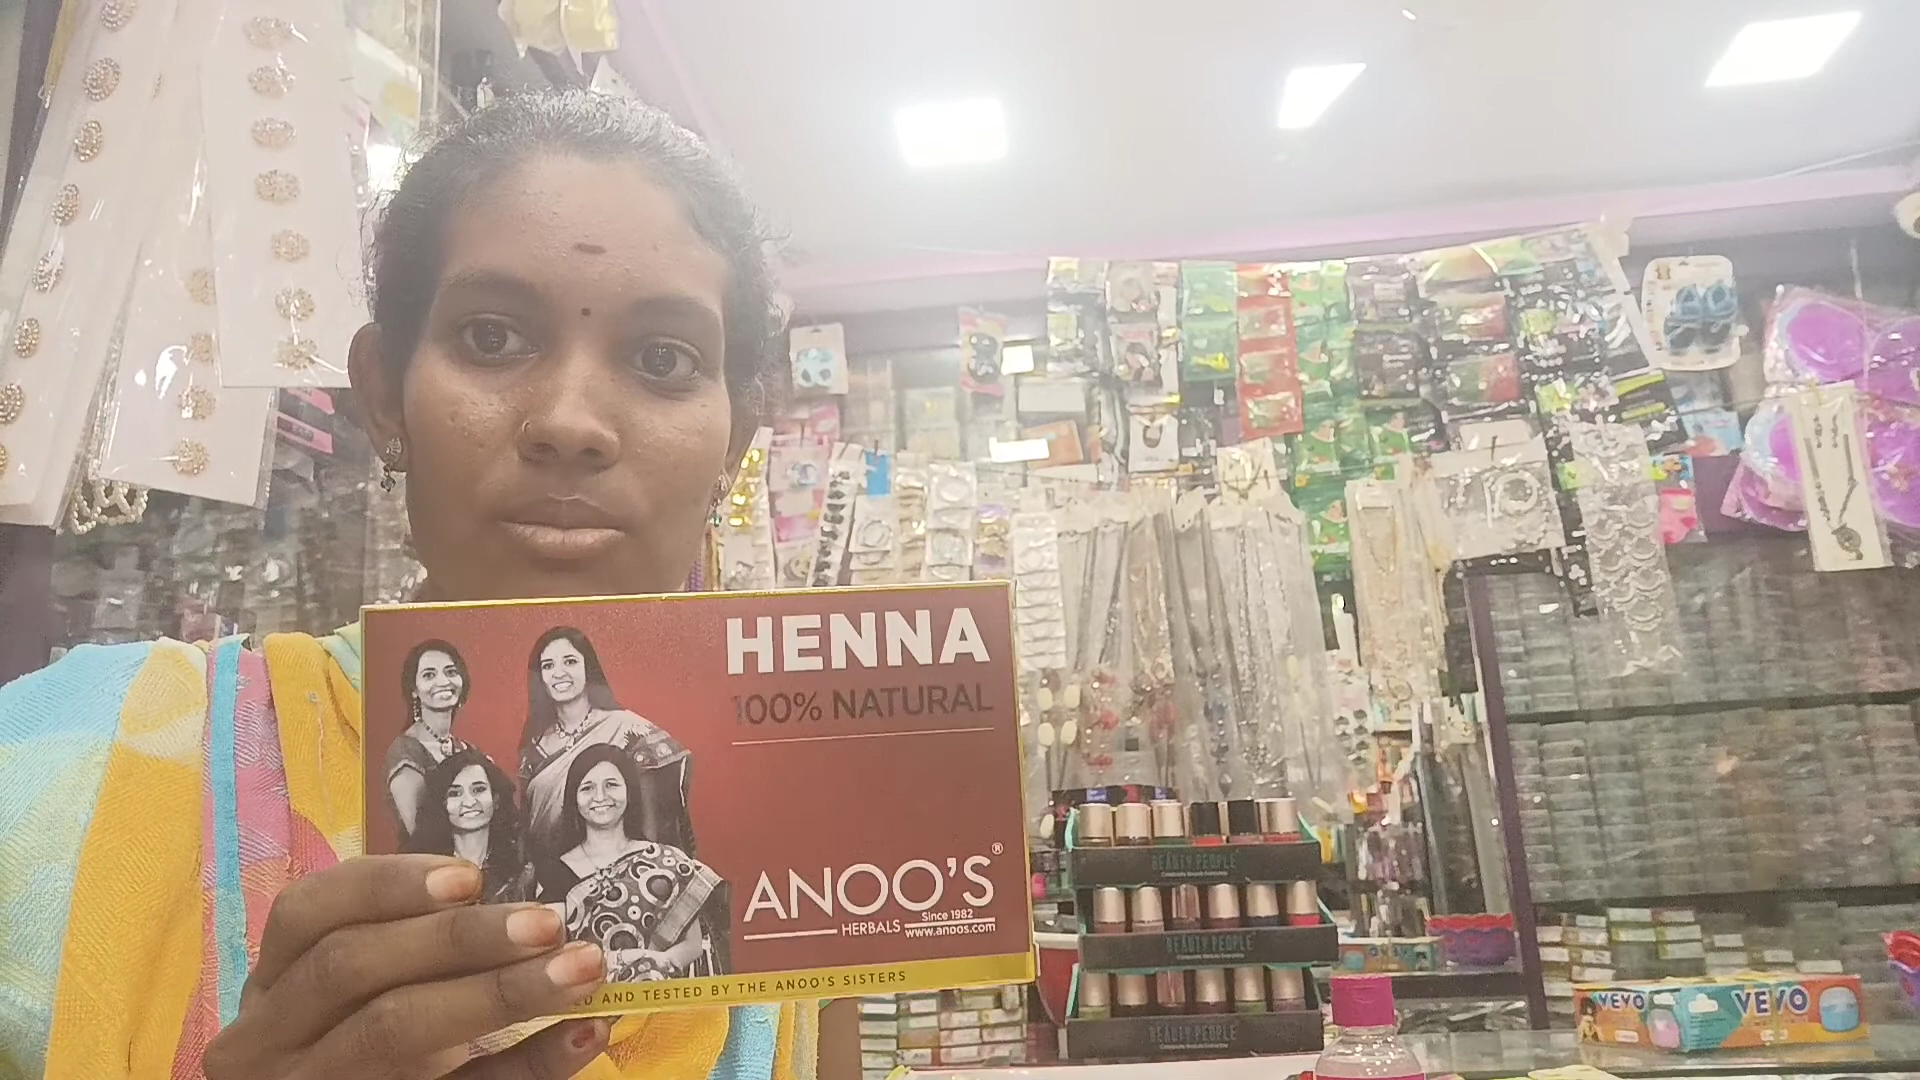 HENNA
100% NATURAL
ANOO'S®
HERBALS
Since 1982
www.anoos.com
AND TESTED BY THE ANOO'S SISTERS
BEAUTY PEOPLE
BEAUTY PEOPLE
BEAUTY PEOPLE
VEVO
VEVO